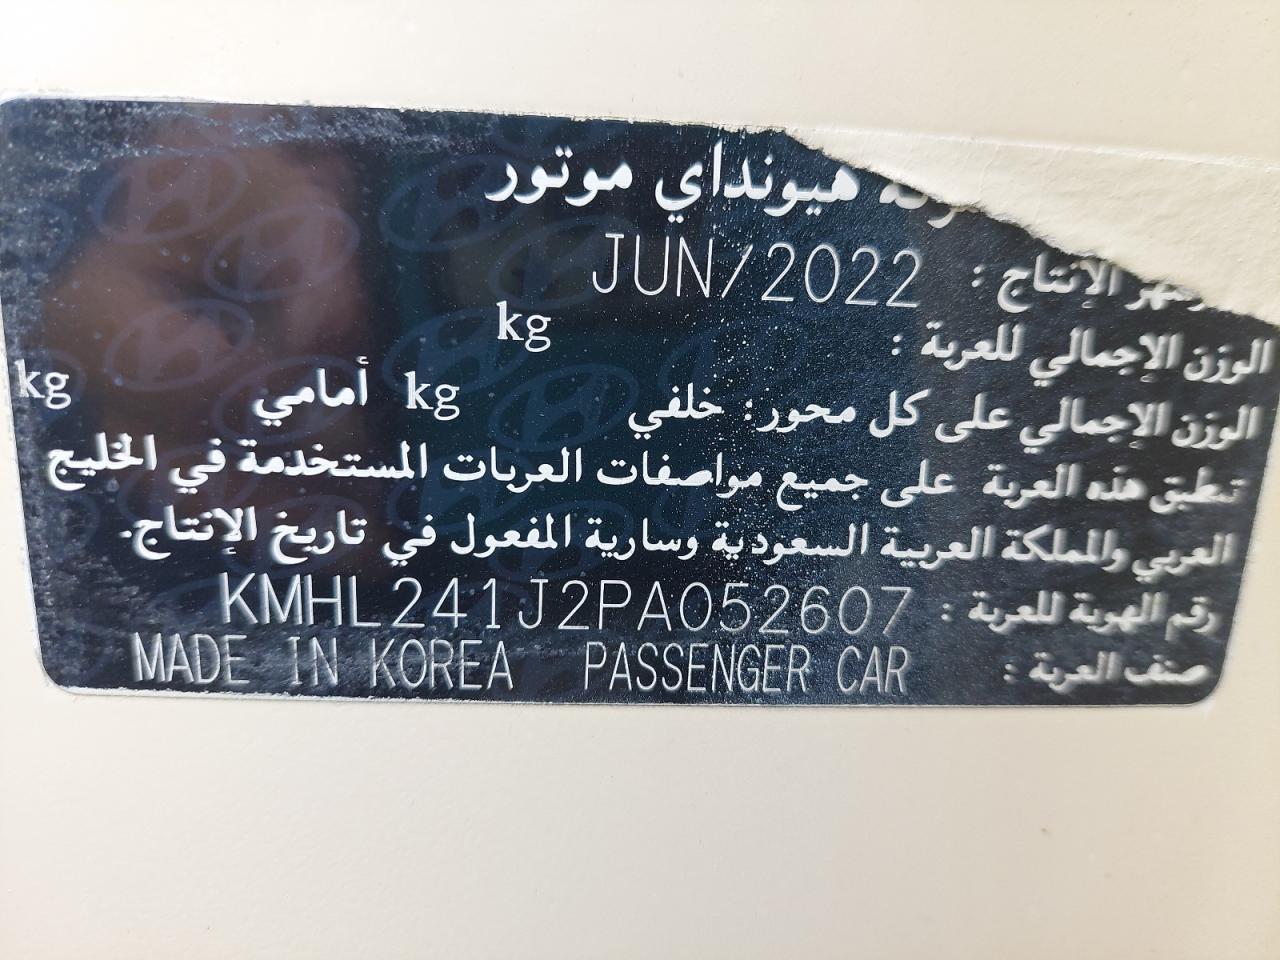 هيونداي موتور
الإنتاج : JUN/2022
الوزن الإجمالي للعربة : kg
الوزن الإجمالي على كل محور: خلفي kg أمامي kg
تنطبق هذه العربة على جميع مواصفات العربات المستخدمة في الخليج
العربي والمملكة العربية السعودية وسارية المفعول في تاريخ الإنتاج.
رقم الهوية للعربة : KMHL241J2PA052607
صنف العربة : PASSENGER CAR MADE IN KOREA